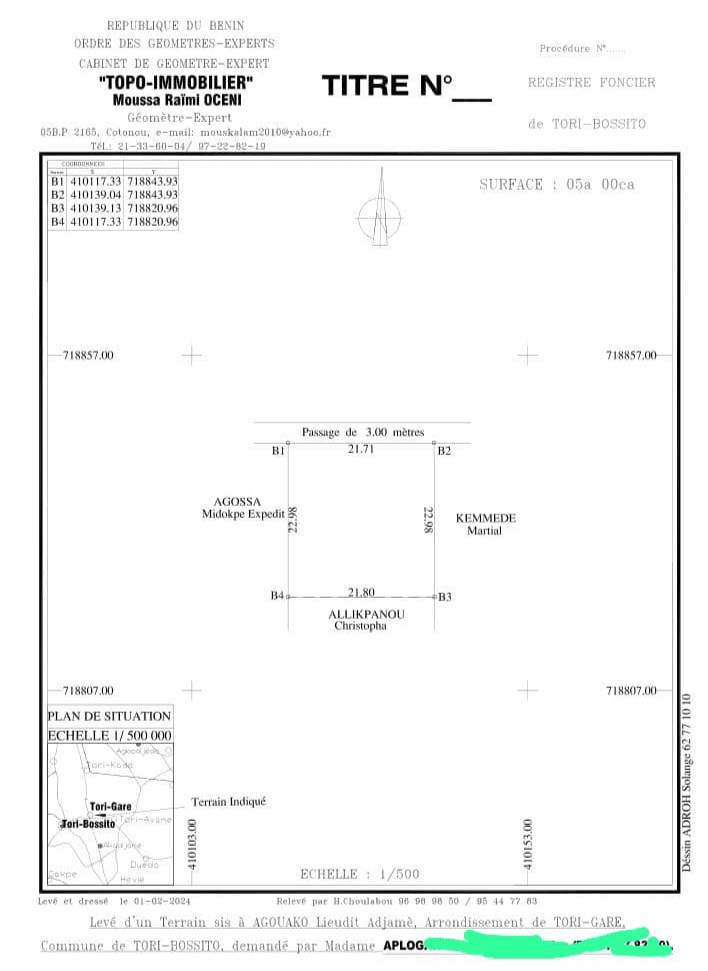 REPUBLIQUE DU BENIN
ORDRE DES GEOMETRES-EXPERTS
CABINET DE GEOMETRE-EXPERT
"TOPO-IMMOBILIER"
Moussa Raïmi OCENI
Géomètre-Expert
05B.P 2165, Cotonou, e-mail: mouskalam2010@yahoo.fr
Tél.: 21-33-60-04/ 97-22-82-19
TITRE N°___
Procédure N°......
REGISTRE FONCIER
de TORI-BOSSITO
COORDONNEES
X Y
B1 410117.33 718843.93
B2 410139.04 718843.93
B3 410139.13 718820.96
B4 410117.33 718820.96
SURFACE : 05a 00ca
718857.00 718857.00
Passage de 3.00 mètres
B1 21.71 B2
AGOSSA
Midokpe Expedit
22.98
22.98
KEMMEDE
Martial
B4 21.80 B3
ALLIKPANOU
Christopha
718807.00 718807.00
PLAN DE SITUATION
ECHELLE 1/ 500 000
Tori-Kada
Tori-Gare
Tori-Bossito
Tori-Avame
Duedo
Hevie
Terrain Indiqué
410103.00
410153.00
ECHELLE : 1/500
Déssin ADROH Solange 62 77 10 10
Levé et dressé le 01-02-2024
Relevé par H.Choulabou 96 98 98 50 / 95 44 77 83
Levé d'un Terrain sis à AGOUAKO Lieudit Adjamè, Arrondissement de TORI-GARE,
Commune de TORI-BOSSITO, demandé par Madame APLOG